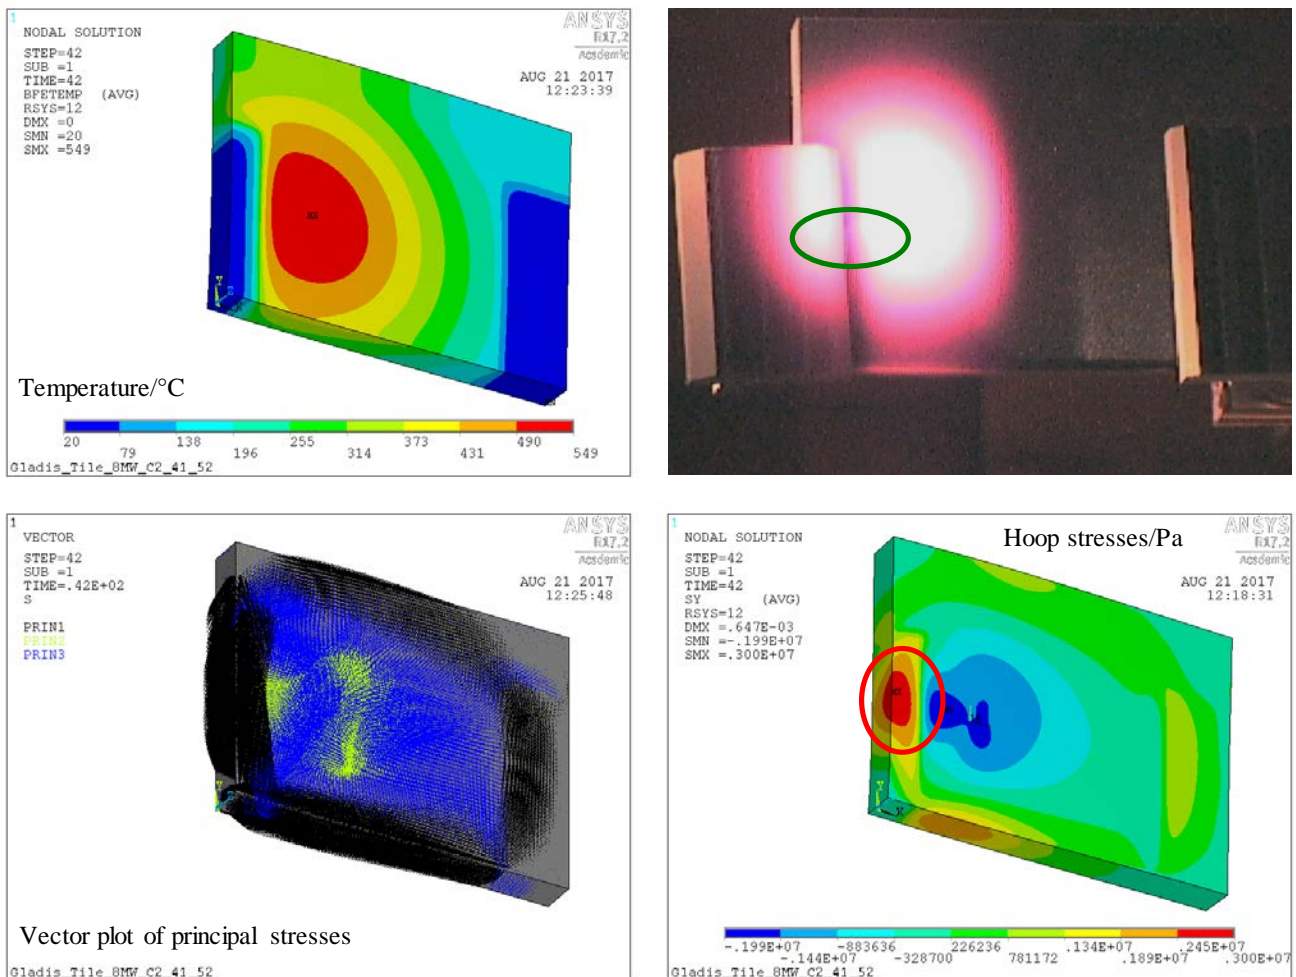 1
NODAL SOLUTION
STEP=42
SUB =1
TIME=42
BFETEMP (AVG)
RSYS=12
DMX =0
SMN =20
SMX =549
ANSYS
R17.2
Academic
AUG 21 2017
12:23:39
MX
Y
Temperature/°C
20 79 138 196 255 314 373 431 490 549
Gladis_Tile_8MW_C2_41_52
1
VECTOR
STEP=42
SUB =1
TIME=.42E+02
S
PRIN1
PRIN2
PRIN3
ANSYS
R17.2
Academic
AUG 21 2017
12:25:48
Vector plot of principal stresses
Gladis_Tile_8MW_C2_41_52
1
NODAL SOLUTION
STEP=42
SUB =1
TIME=42
SY (AVG)
RSYS=12
DMX =.647E-03
SMN =-.199E+07
SMX =.300E+07
Hoop stresses/Pa
ANSYS
R17.2
Academic
AUG 21 2017
12:18:31
MX
Y
X
-.199E+07 -.144E+07 -883636 -328700 226236 781172 .134E+07 .189E+07 .245E+07 .300E+07
Gladis_Tile_8MW_C2_41_52